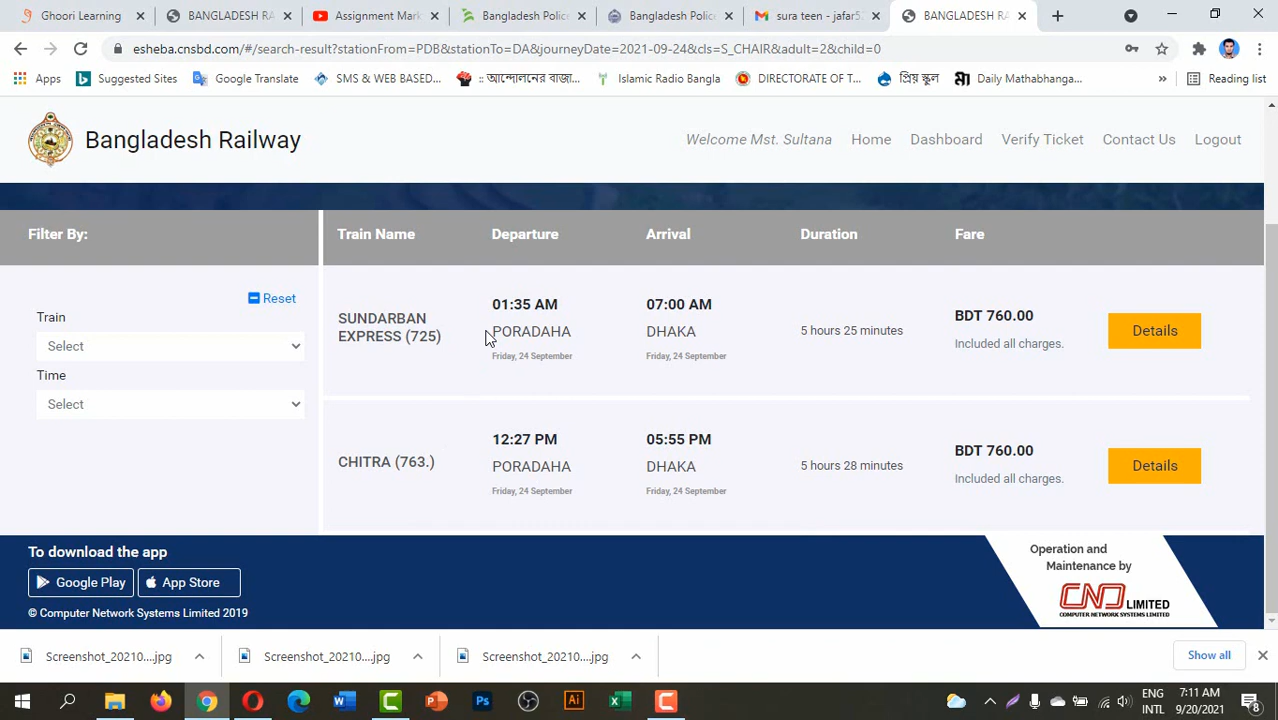 Ghoori Learning
BANGLADESH RA
Assignment Mark
Bangladesh Police
Bangladesh Police
sura teen - jafar53
BANGLADESH RA
esheba.cnsbd.com/#/search-result?stationFrom=PDB&stationTo=DA&journeyDate=2021-09-24&cls=S_CHAIR&adult=2&child=0
Apps
Suggested Sites
Google Translate
SMS & WEB BASED...
:: আন্দোলনের বাজা...
Islamic Radio Bangla
DIRECTORATE OF T...
প্রিয় স্কুল
Daily Mathabhanga...
»
Reading list
Bangladesh Railway
Welcome Mst. Sultana
Home
Dashboard
Verify Ticket
Contact Us
Logout
Filter By:
Train Name
Departure
Arrival
Duration
Fare
Reset
Train
Select
Time
Select
SUNDARBAN
EXPRESS (725)
01:35 AM
PORADAHA
Friday, 24 September
07:00 AM
DHAKA
Friday, 24 September
5 hours 25 minutes
BDT 760.00
Included all charges.
Details
CHITRA (763.)
12:27 PM
PORADAHA
Friday, 24 September
05:55 PM
DHAKA
Friday, 24 September
5 hours 28 minutes
BDT 760.00
Included all charges.
Details
To download the app
Google Play
App Store
© Computer Network Systems Limited 2019
Operation and
Maintenance by
LIMITED
COMPUTER NETWORK SYSTEMS LIMITED
Screenshot_20210....jpg
Screenshot_20210....jpg
Screenshot_20210....jpg
Show all
ENG
INTL
7:11 AM
9/20/2021
8